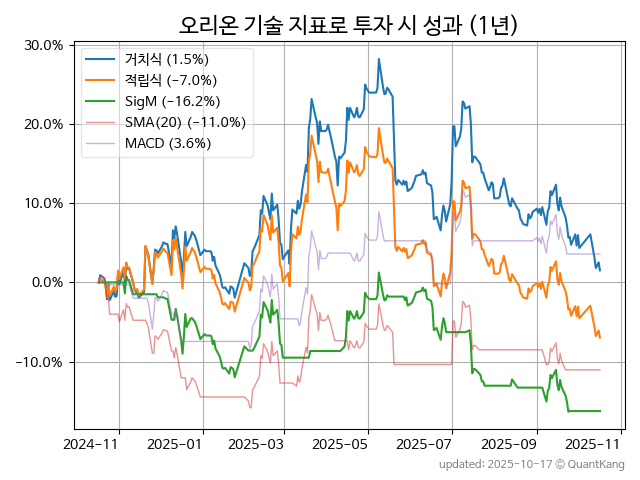 오리온 기술 지표로 투자 시 성과 (1년)
30.0%
20.0%
10.0%
0.0%
−10.0%
거치식 (1.5%)
적립식 (−7.0%)
SigM (−16.2%)
SMA(20) (−11.0%)
MACD (3.6%)
2024-11 2025-01 2025-03 2025-05 2025-07 2025-09 2025-11
updated: 2025-10-17 © QuantKang